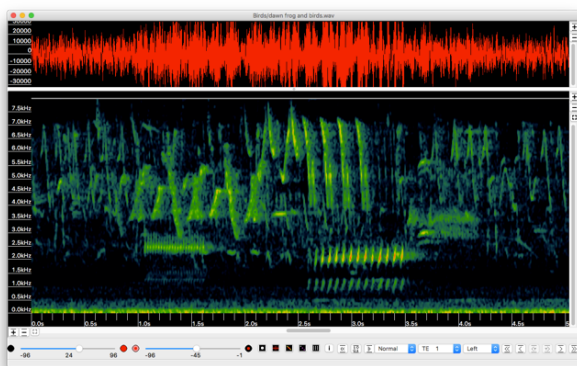 Birds/dawn frog and birds.wav
30000
20000
10000
0
-10000
-20000
-30000
7.5kHz
7.0kHz
6.5kHz
6.0kHz
5.5kHz
5.0kHz
4.5kHz
4.0kHz
3.5kHz
3.0kHz
2.5kHz
2.0kHz
1.5kHz
1.0kHz
0.5kHz
0.0kHz
0.0s 0.5s 1.0s 1.5s 2.0s 2.5s 3.0s 3.5s 4.0s 4.5s 5
-96 24 96 -96 -45 -1 i Normal TE 1 Left